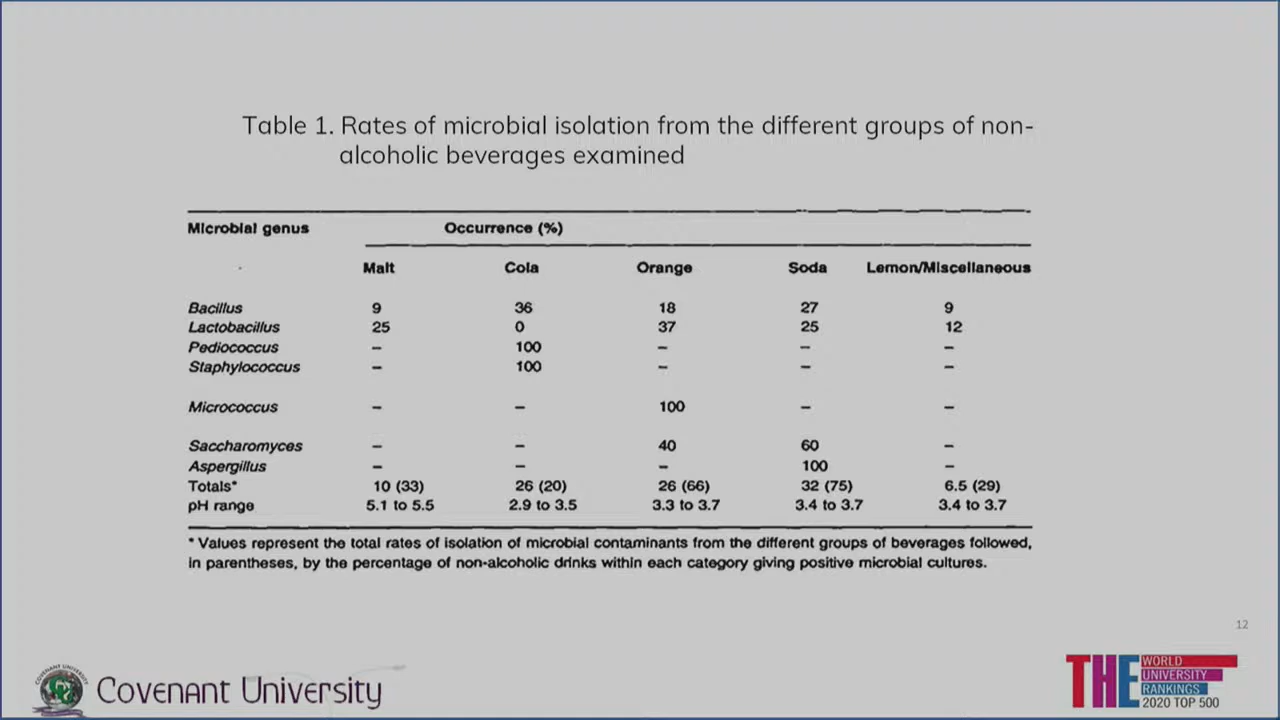 Table 1. Rates of microbial isolation from the different groups of non-
alcoholic beverages examined
Microbial genus Occurrence (%)
Malt Cola Orange Soda Lemon/Miscellaneous
Bacillus 9 36 18 27 9
Lactobacillus 25 0 37 25 12
Pediococcus – 100 – – –
Staphylococcus – 100 – – –
Micrococcus – – 100 – –
Saccharomyces – – 40 60 –
Aspergillus – – – 100 –
Totals* 10 (33) 26 (20) 26 (66) 32 (75) 6.5 (29)
pH range 5.1 to 5.5 2.9 to 3.5 3.3 to 3.7 3.4 to 3.7 3.4 to 3.7
* Values represent the total rates of isolation of microbial contaminants from the different groups of beverages followed,
in parentheses, by the percentage of non-alcoholic drinks within each category giving positive microbial cultures.
12
Covenant University
THE WORLD
UNIVERSITY
RANKINGS
2020 TOP 500